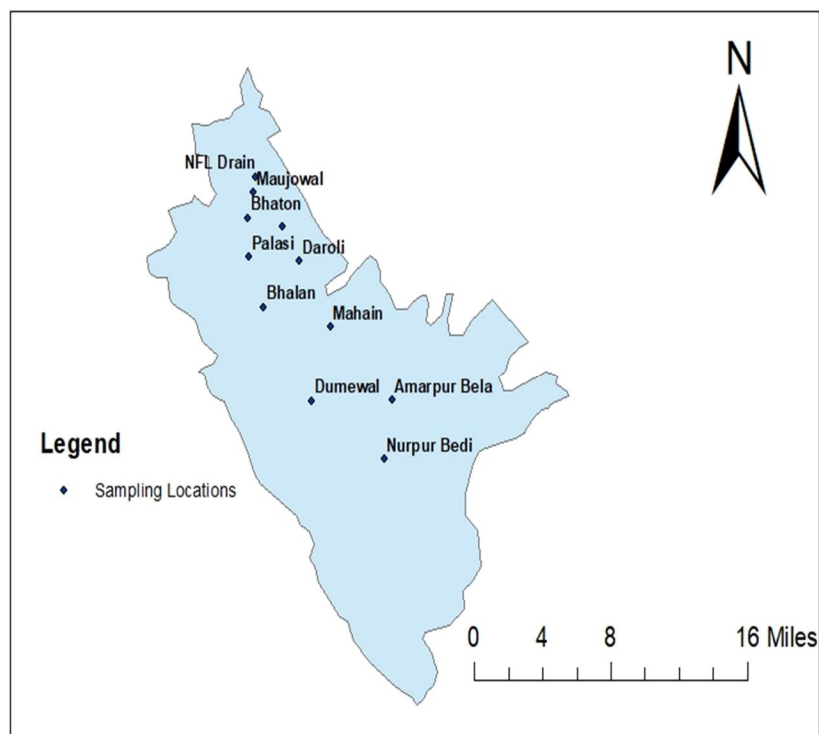 N
NFL Drain
Maujowal
Bhaton
Palasi
Daroli
Bhalan
Mahain
Dumewal
Amarpur Bela
Nurpur Bedi
Legend
Sampling Locations
0 4 8 16 Miles